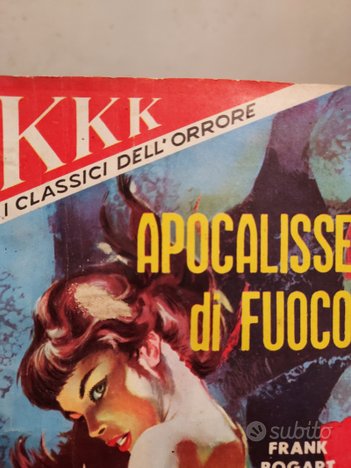 KKK
I CLASSICI DELL'ORRORE
APOCALISSE
di FUOCO
subito
FRANK
BOGART